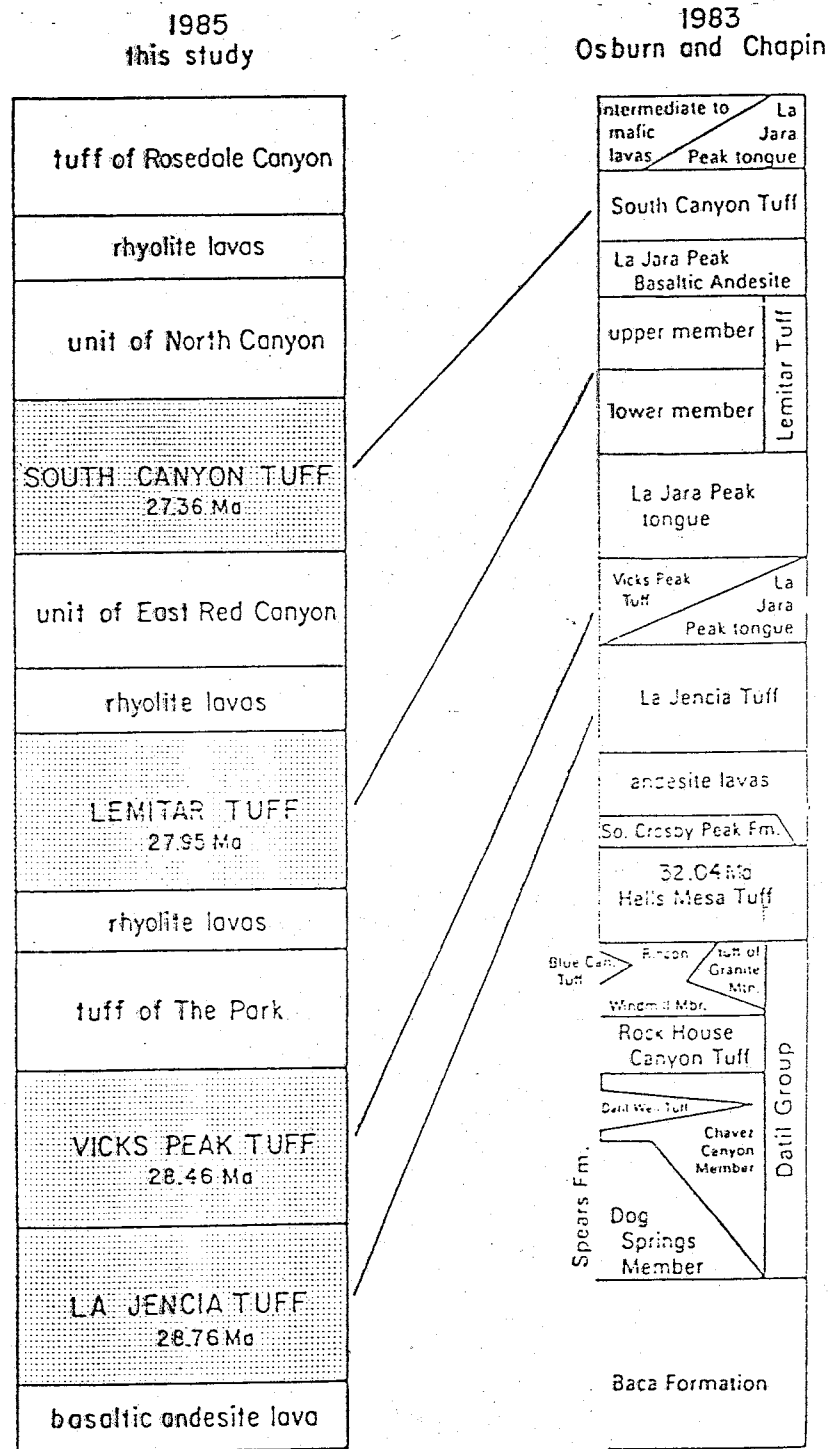 1985
this study
tuff of Rosedale Canyon
rhyolite lavas
unit of North Canyon
SOUTH CANYON TUFF
27.36 Ma
unit of East Red Canyon
rhyolite lavas
LEMITAR TUFF
27.95 Ma
rhyolite lavas
tuff of The Park
VICKS PEAK TUFF
28.46 Ma
LA JENCIA TUFF
28.76 Ma
basaltic andesite lava
1983
Osburn and Chapin
Intermediate to
mafic
lavas
La
Jara
Peak tongue
South Canyon Tuff
La Jara Peak
Basaltic Andesite
upper member
lower member
Lemitar Tuff
La Jara Peak
tongue
Vicks Peak
Tuff
La
Jara
Peak tongue
La Jencia Tuff
andesite lavas
So. Crosby Peak Fm.
32.04 Ma
Hells Mesa Tuff
Blue Can.
Tuff
Rincon
Windmill Mbr.
tuff of
Granite
Mtn.
Rock House
Canyon Tuff
Datil Well Tuff
Chavez
Canyon
Member
Dog
Springs
Member
Spears Fm.
Datil Group
Baca Formation